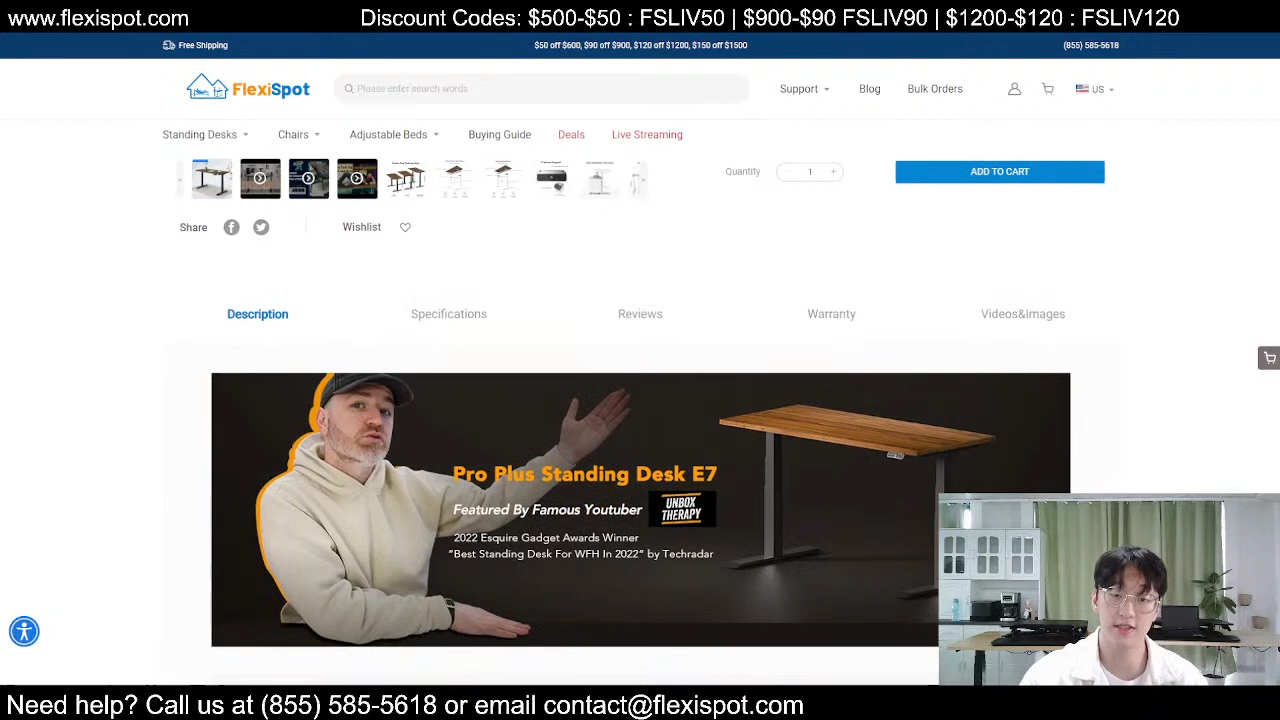 www.flexispot.com
Discount Codes: $500-$50 : FSLIV50 | $900-$90 FSLIV90 | $1200-$120 : FSLIV120
Free Shipping
$50 off $600, $90 off $900, $120 off $1200, $150 off $1500
(855) 585-5618
FlexiSpot
Please enter search words
Support
Blog
Bulk Orders
US
Standing Desks
Chairs
Adjustable Beds
Buying Guide
Deals
Live Streaming
Quantity
1
ADD TO CART
Share
Wishlist
Description
Specifications
Reviews
Warranty
Videos&Images
Pro Plus Standing Desk E7
Featured By Famous Youtuber
UNBOX
THERAPY
2022 Esquire Gadget Awards Winner
“Best Standing Desk For WFH In 2022” by Techradar
Need help? Call us at (855) 585-5618 or email contact@flexispot.com